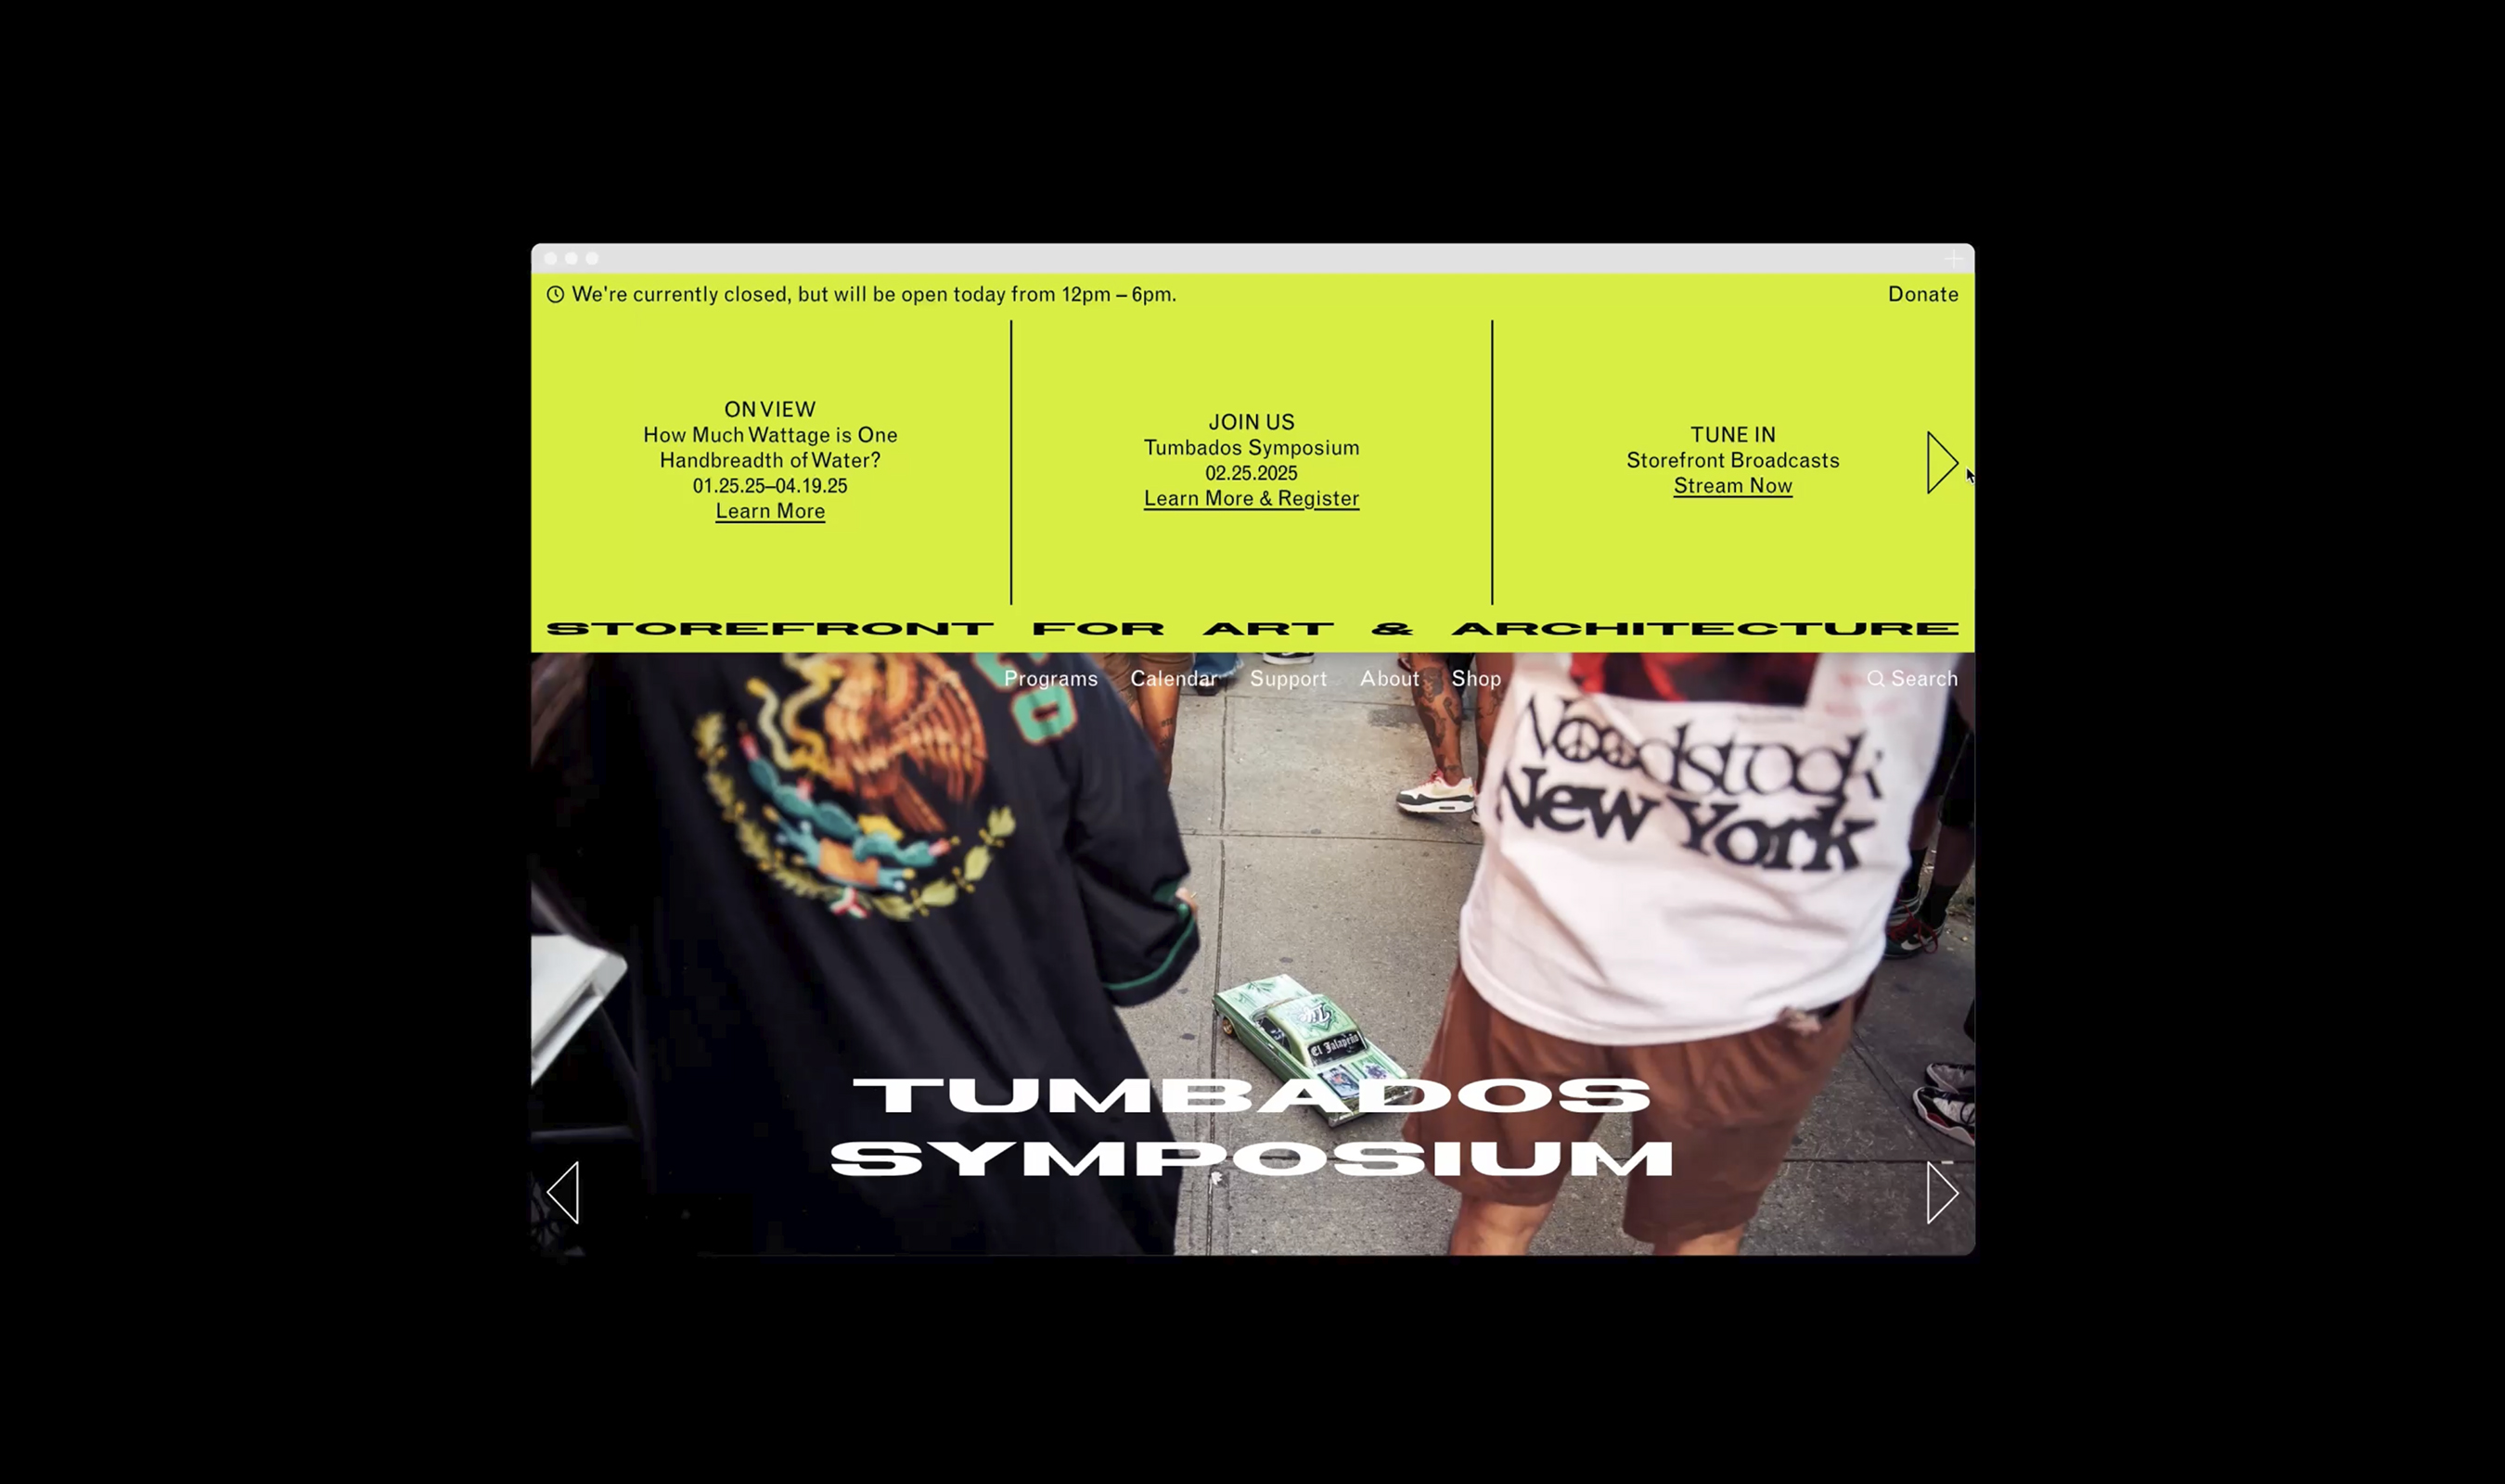 We're currently closed, but will be open today from 12pm – 6pm.
Donate
ON VIEW
How Much Wattage is One
Handbreadth of Water?
01.25.25–04.19.25
Learn More
JOIN US
Tumbados Symposium
02.25.2025
Learn More & Register
TUNE IN
Storefront Broadcasts
Stream Now
STOREFRONT FOR ART & ARCHITECTURE
Programs
Calendar
Support
About
Shop
Search
Woodstock
New York
El Jalapeño
TUMBADOS
SYMPOSIUM